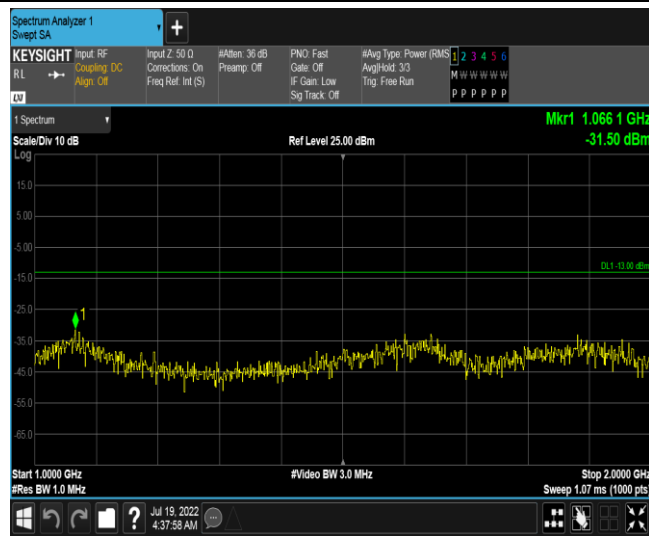 Spectrum Analyzer 1
Swept SA
+
KEYSIGHT
RL
Input: RF
Coupling: DC
Align: Off
Input Z: 50 Ω
Corrections: On
Freq Ref: Int (S)
#Atten: 36 dB
Preamp: Off
PNO: Fast
Gate: Off
IF Gain: Low
Sig Track: Off
#Avg Type: Power (RMS
Avg|Hold: 3/3
Trig: Free Run
1 2 3 4 5 6
M W W W W W
P P P P P P
1 Spectrum
Mkr1 1.066 1 GHz
Scale/Div 10 dB
Ref Level 25.00 dBm
-31.50 dBm
Log
15.0
5.00
-5.00
DL1 -13.00 dBm
-15.0
-25.0
1
-35.0
-45.0
-55.0
-65.0
Start 1.0000 GHz
#Video BW 3.0 MHz
Stop 2.0000 GHz
#Res BW 1.0 MHz
Sweep 1.07 ms (1000 pts)
?
Jul 19, 2022
4:37:58 AM